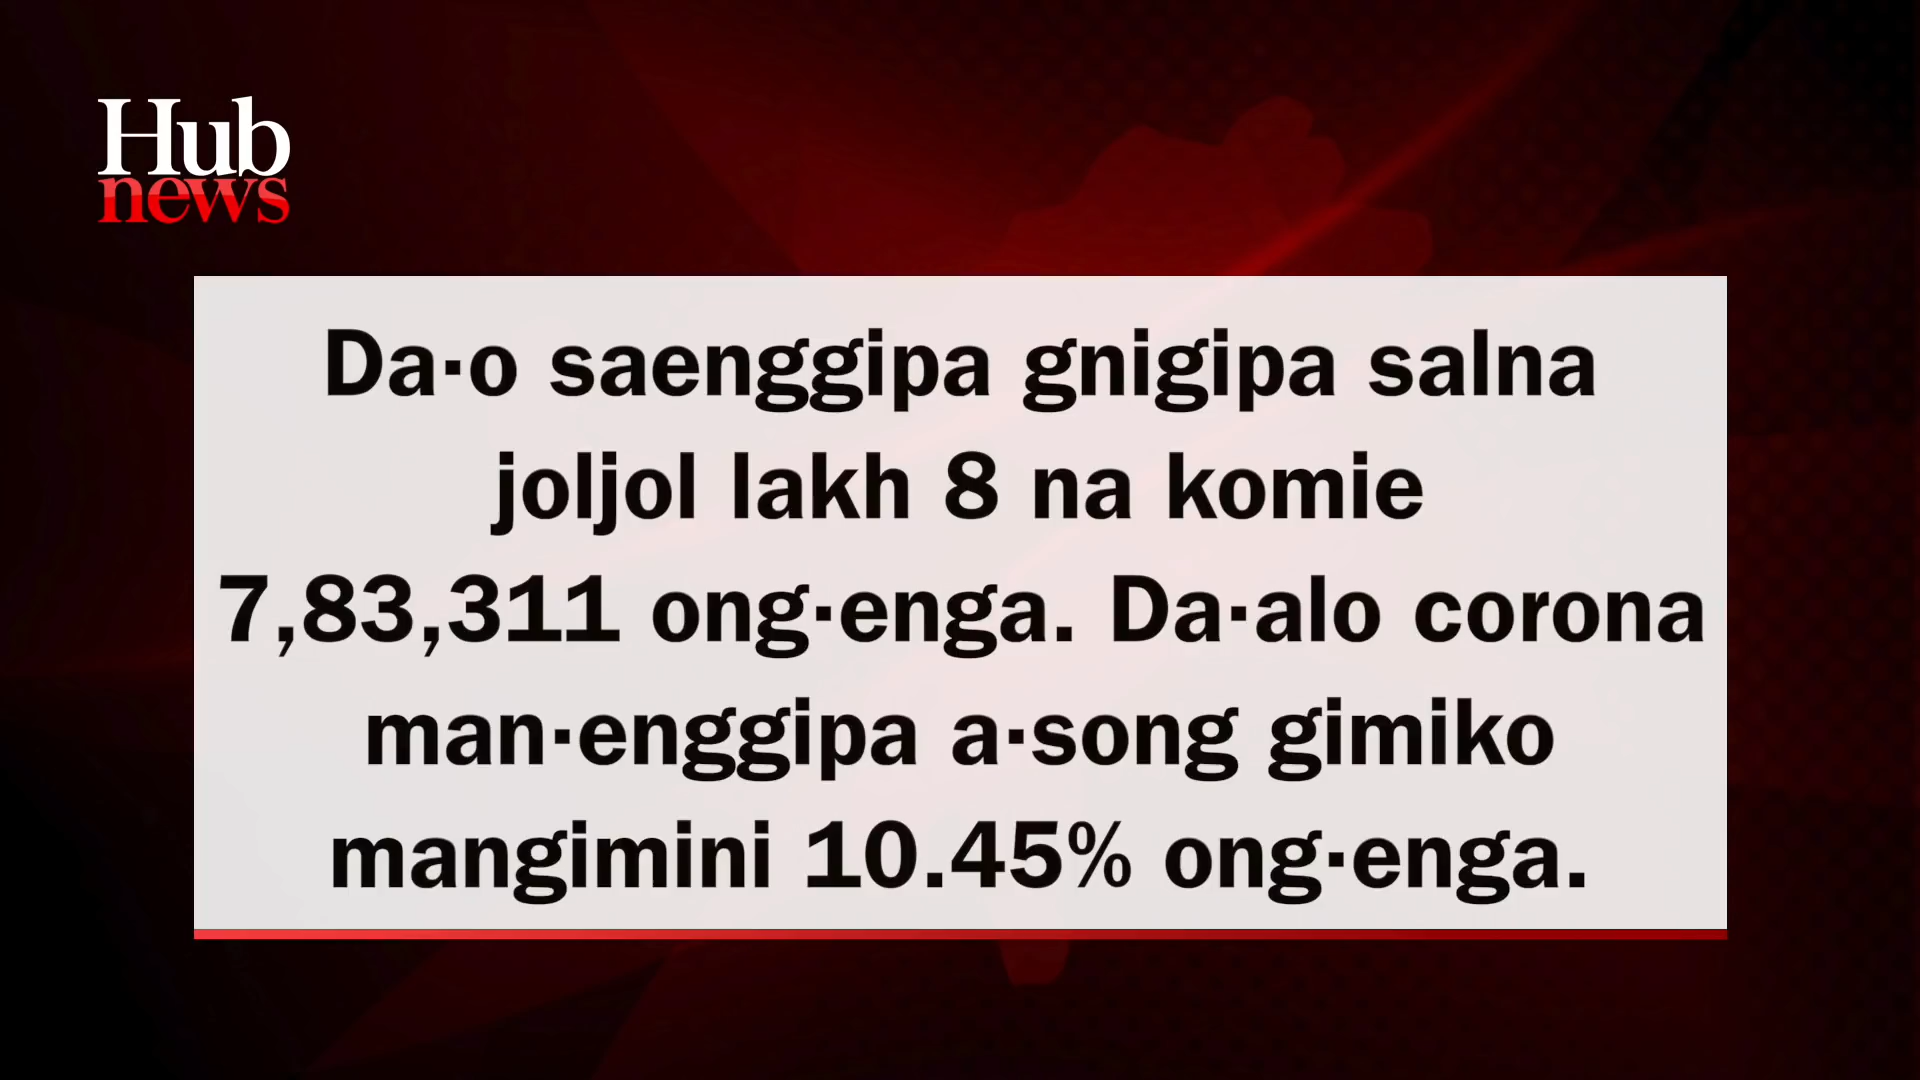 Hub
news
Da·o saenggipa gnigipa salna
joljol lakh 8 na komie
7,83,311 ong·enga. Da·alo corona
man·enggipa a·song gimiko
mangimini 10.45% ong·enga.